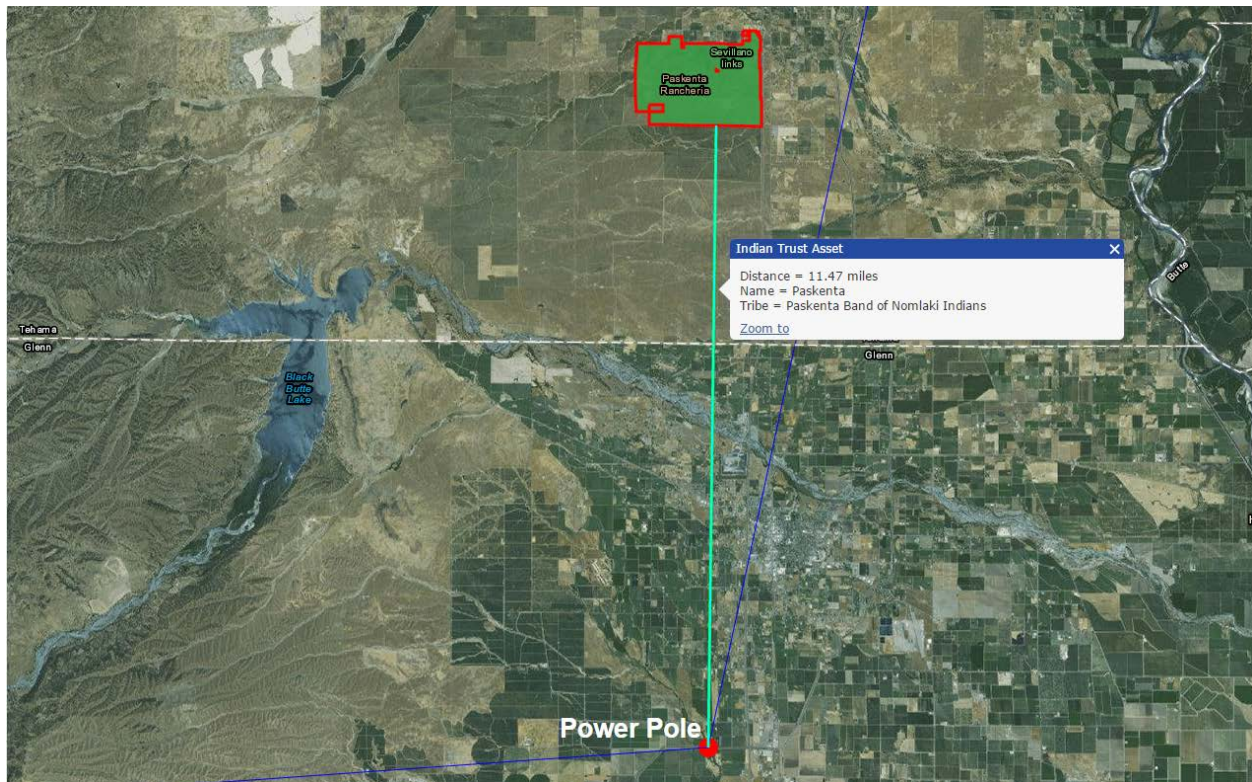 Sevillano
links
Paskenta
Rancheria
Indian Trust Asset
Distance = 11.47 miles
Name = Paskenta
Tribe = Paskenta Band of Nomlaki Indians
Zoom to
Butte
Tehama
Glenn
Glenn
Black
Butte
Lake
Power Pole